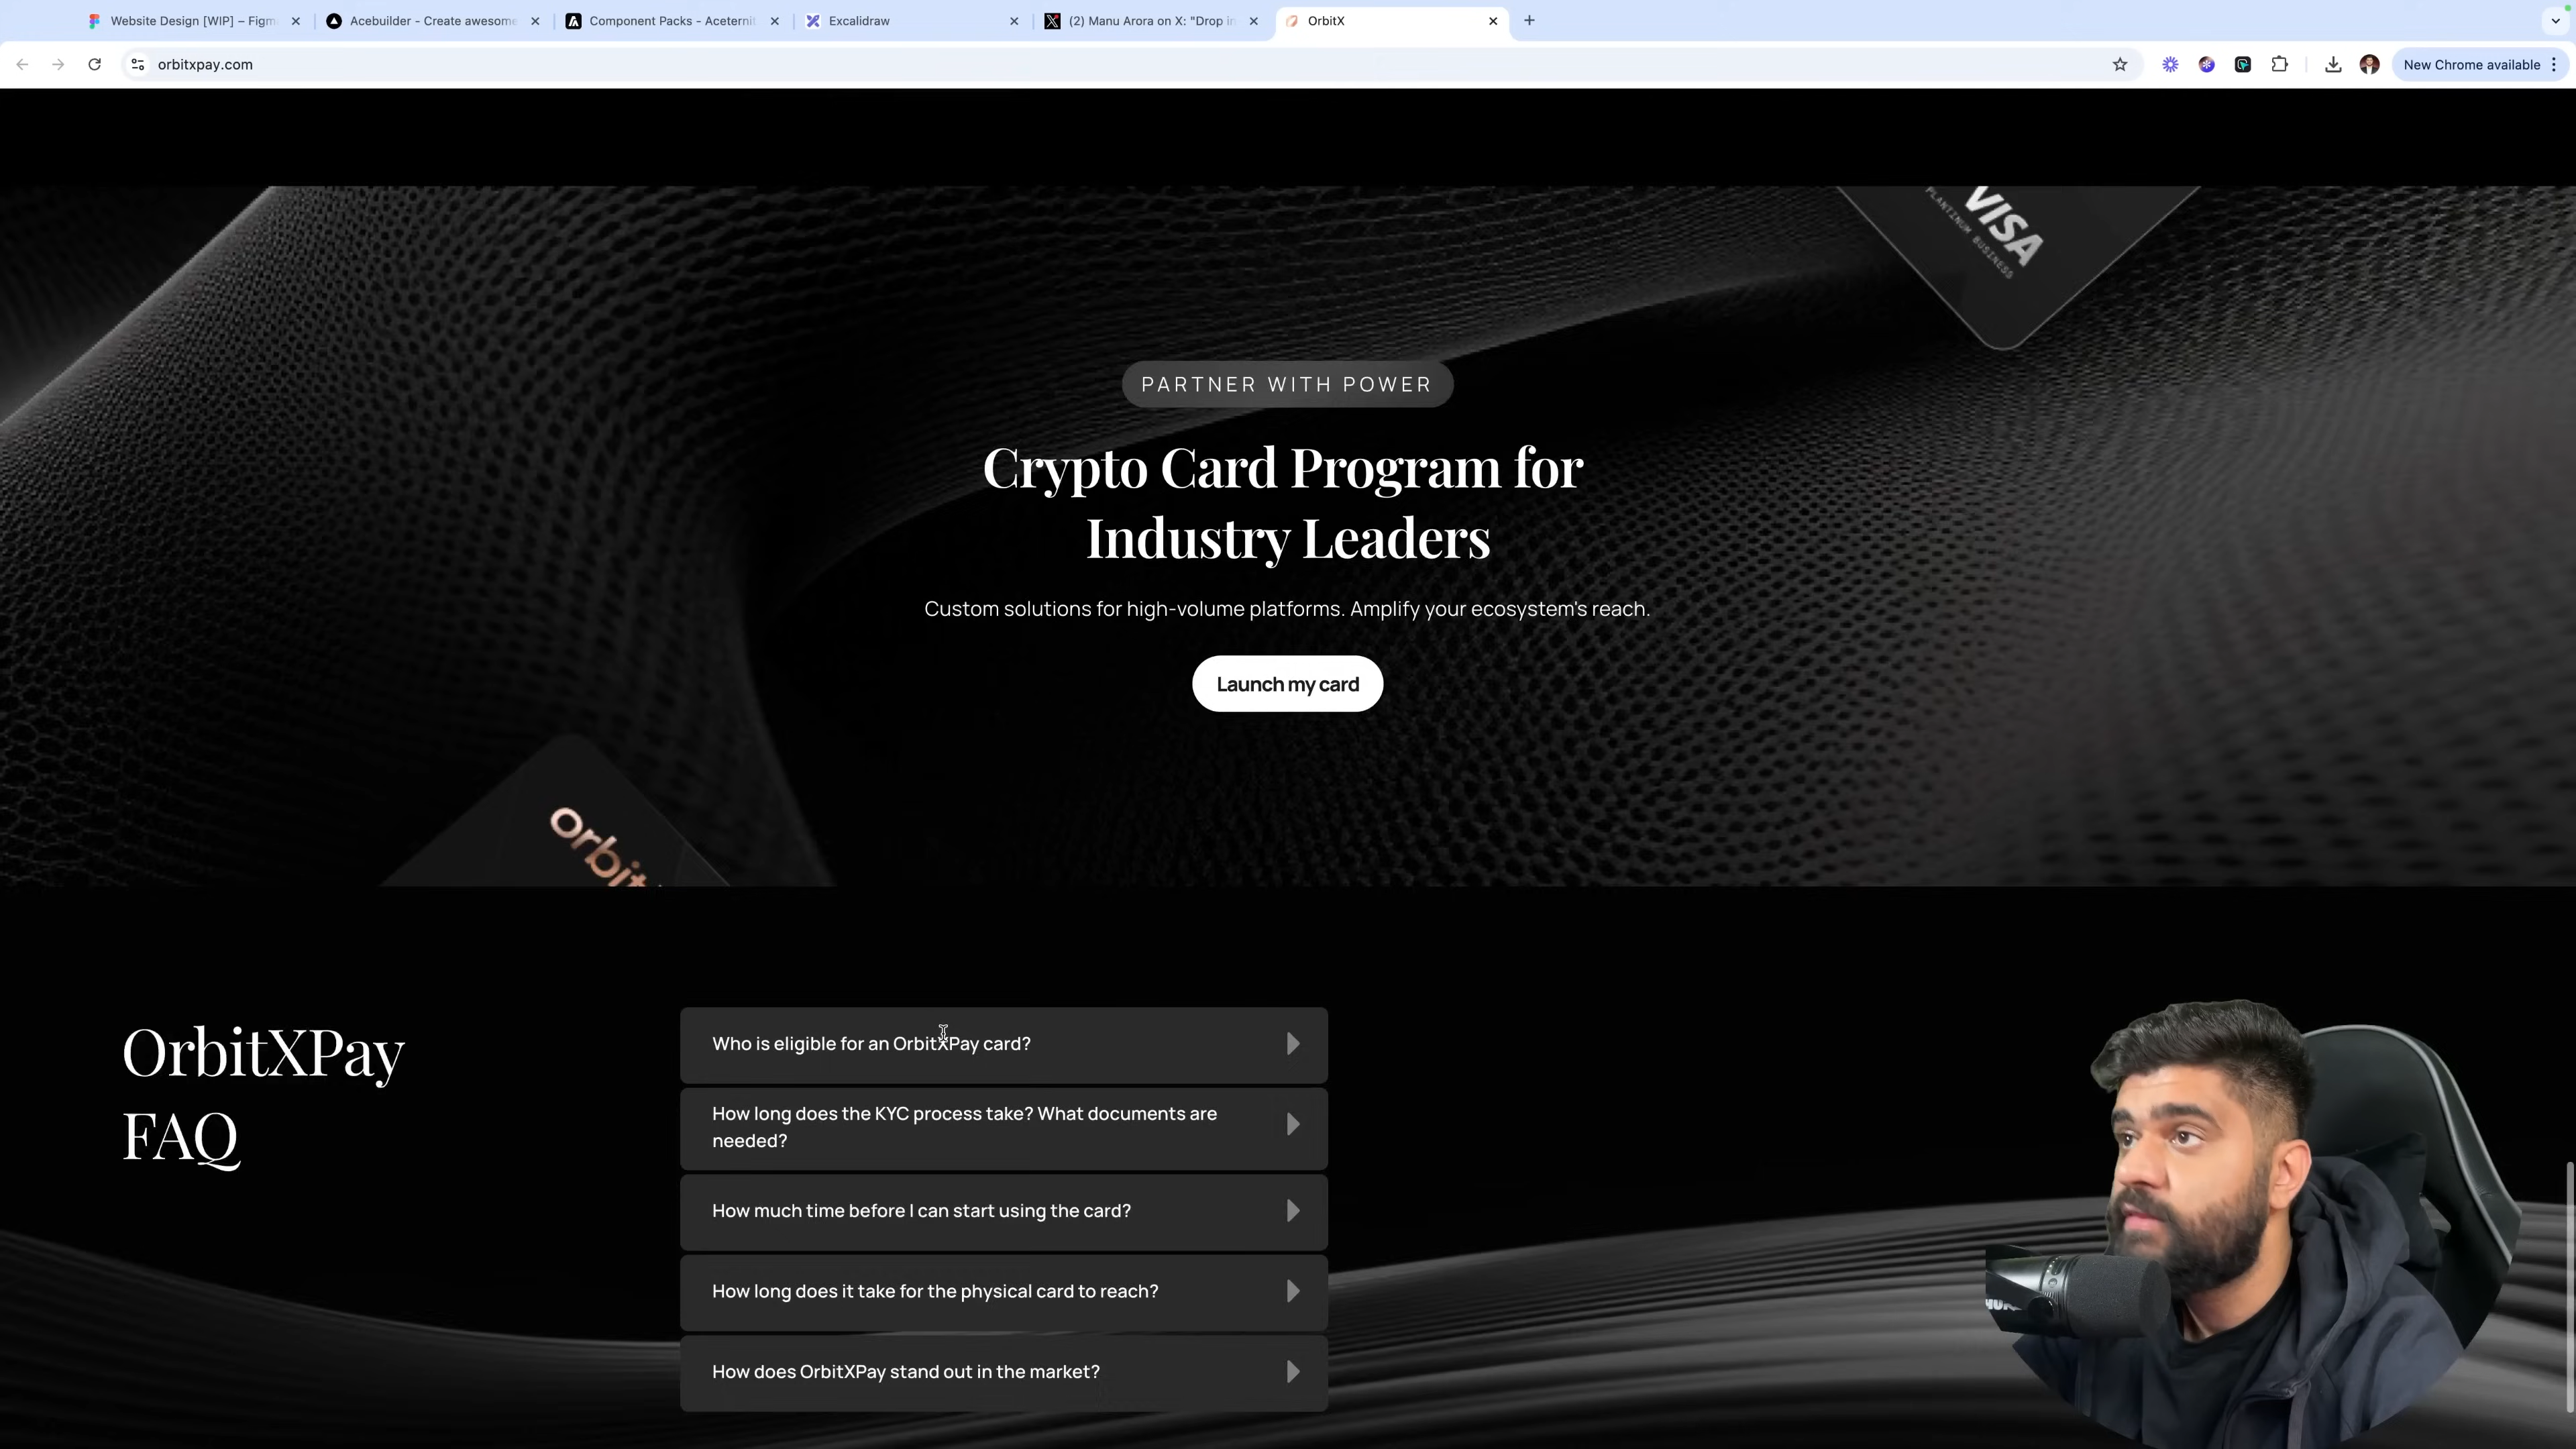 Website Design [WIP] – Figm
Acebuilder - Create awesome
Component Packs - Aceternit
Excalidraw
(2) Manu Arora on X: "Drop in
OrbitX
orbitxpay.com
New Chrome available
VISA
PLANTINUM BUSINESS
PARTNER WITH POWER
Crypto Card Program for
Industry Leaders
Custom solutions for high-volume platforms. Amplify your ecosystem's reach.
Launch my card
orbit
OrbitXPay
FAQ
Who is eligible for an OrbitXPay card?
How long does the KYC process take? What documents are
needed?
How much time before I can start using the card?
How long does it take for the physical card to reach?
How does OrbitXPay stand out in the market?